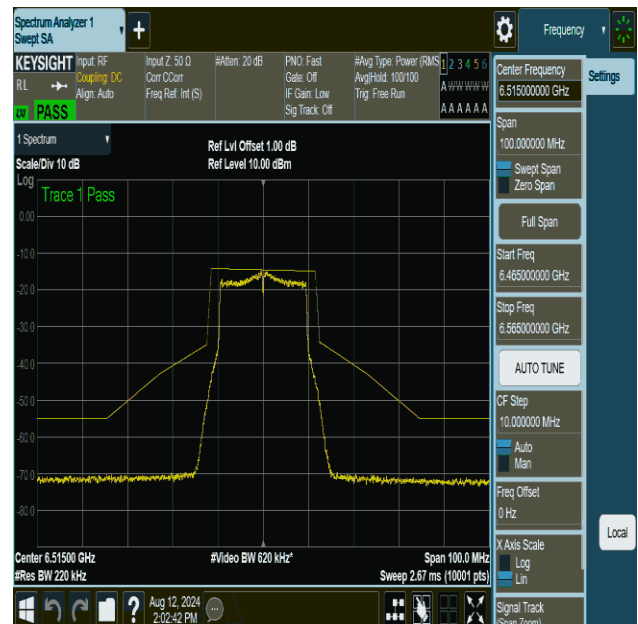 Spectrum Analyzer 1
Swept SA
+
Frequency
KEYSIGHT
RL
LXI PASS
Input: RF
Coupling: DC
Align: Auto
Input Z: 50 Ω
Corr CCorr
Freq Ref: Int (S)
#Atten: 20 dB
PNO: Fast
Gate: Off
IF Gain: Low
Sig Track: Off
#Avg Type: Power (RMS
Avg|Hold: 100/100
Trig: Free Run
1 2 3 4 5 6
A W W W W W
A A A A A A
1 Spectrum
Scale/Div 10 dB
Ref Lvl Offset 1.00 dB
Ref Level 10.00 dBm
Log
Trace 1 Pass
0.00
-10.0
-20.0
-30.0
-40.0
-50.0
-60.0
-70.0
-80.0
Center 6.51500 GHz
#Res BW 220 kHz
#Video BW 620 kHz*
Span 100.0 MHz
Sweep 2.67 ms (10001 pts)
Center Frequency
6.515000000 GHz
Settings
Span
100.000000 MHz
Swept Span
Zero Span
Full Span
Start Freq
6.465000000 GHz
Stop Freq
6.565000000 GHz
AUTO TUNE
CF Step
10.000000 MHz
Auto
Man
Freq Offset
0 Hz
X Axis Scale
Log
Lin
Local
Signal Track
(Span Zoom)
?
Aug 12, 2024
2:02:42 PM